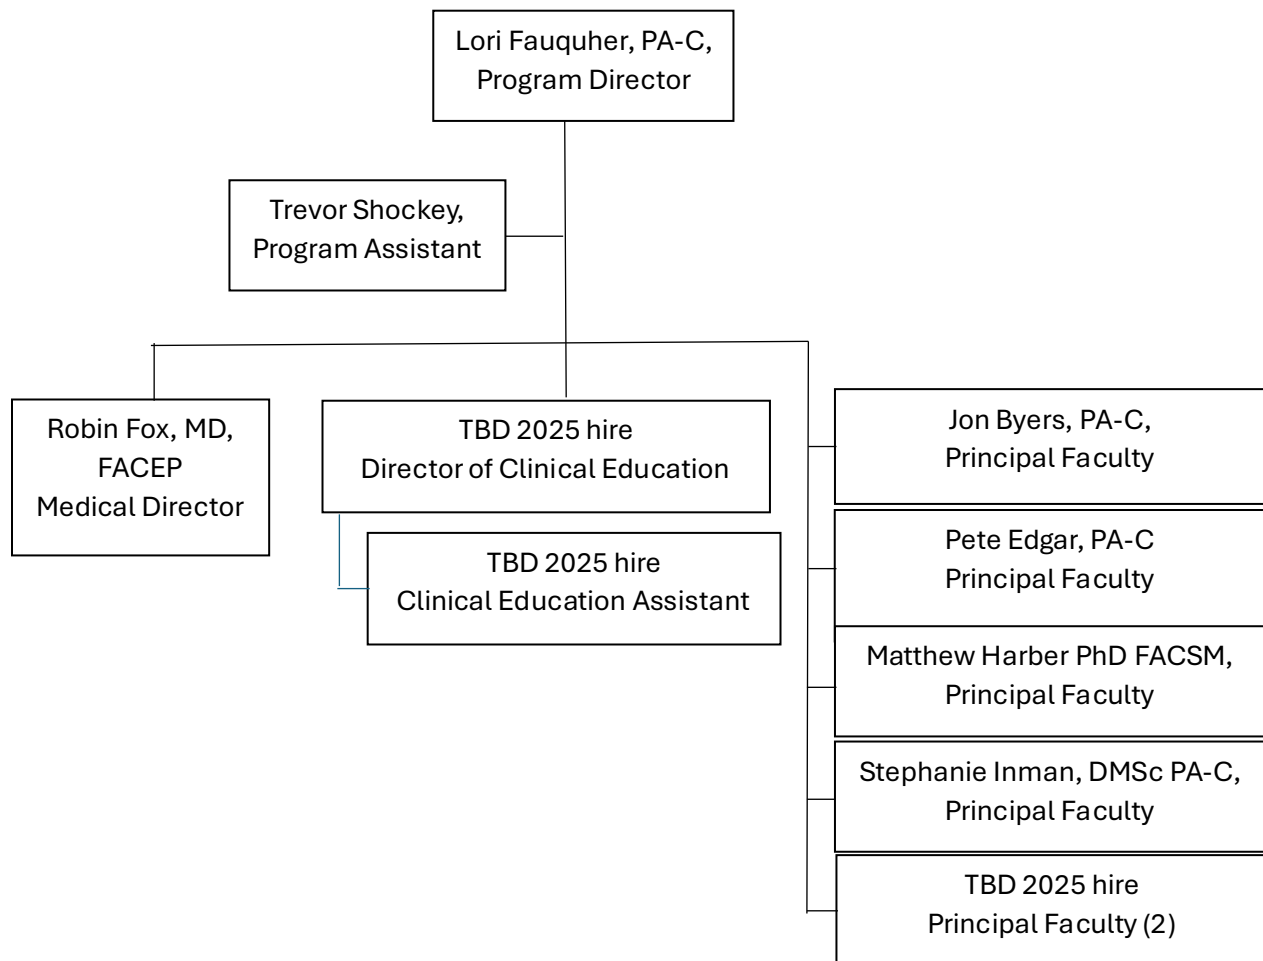 Lori Fauquher, PA-C,
Program Director
Trevor Shockey,
Program Assistant
Robin Fox, MD,
FACEP
Medical Director
TBD 2025 hire
Director of Clinical Education
TBD 2025 hire
Clinical Education Assistant
Jon Byers, PA-C,
Principal Faculty
Pete Edgar, PA-C
Principal Faculty
Matthew Harber PhD FACSM,
Principal Faculty
Stephanie Inman, DMSc PA-C,
Principal Faculty
TBD 2025 hire
Principal Faculty (2)